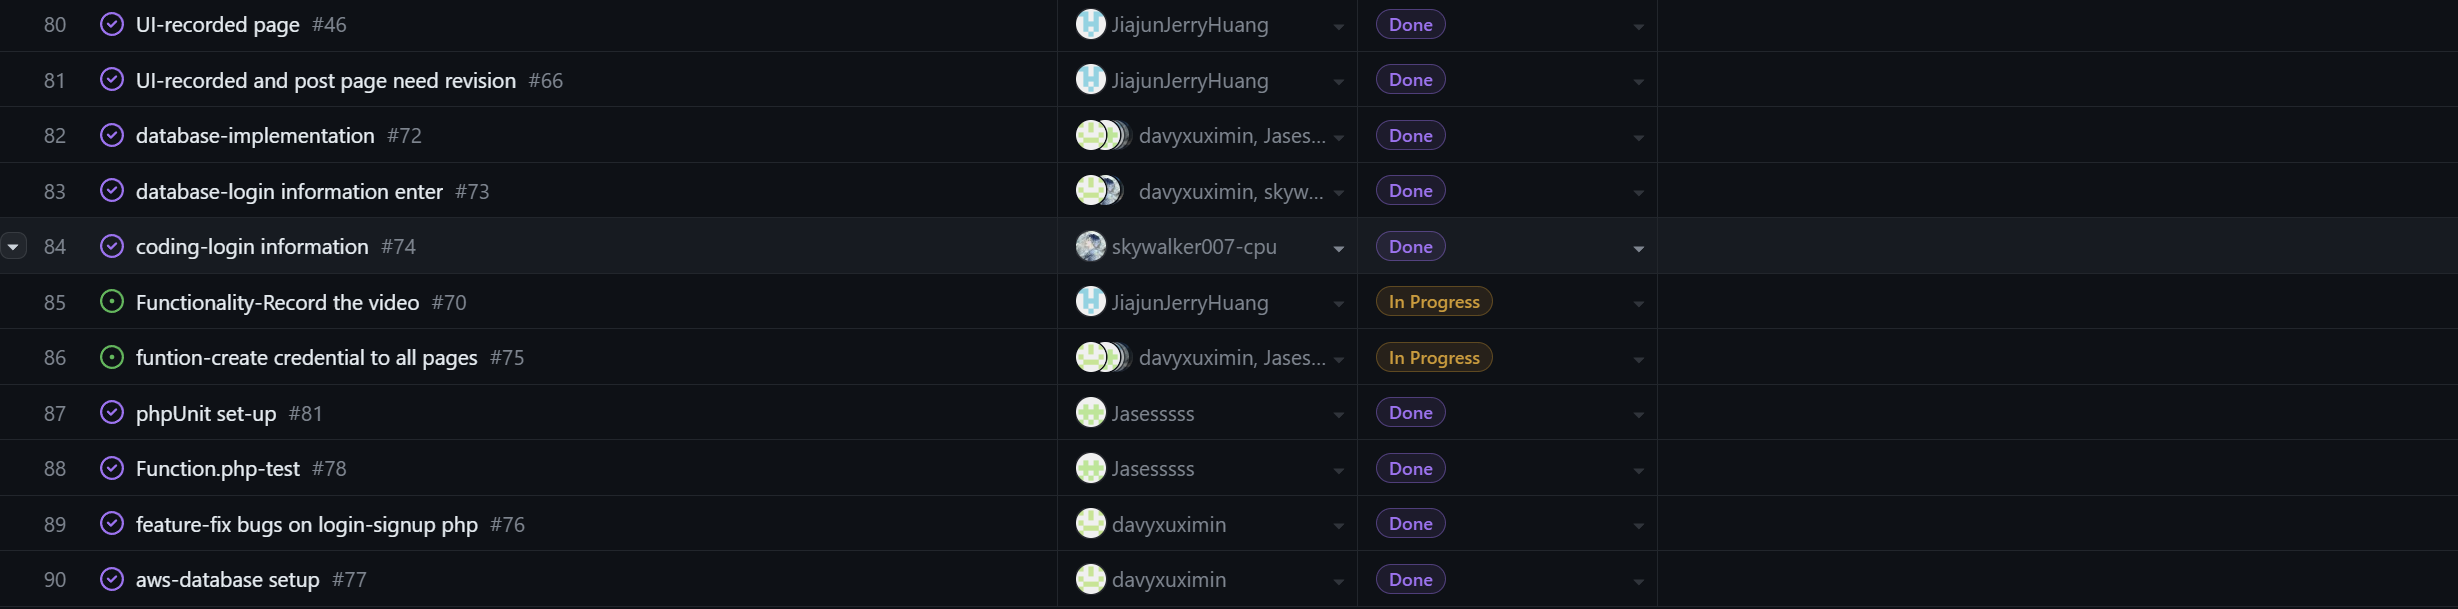 80 UI-recorded page #46 JiajunJerryHuang Done
81 UI-recorded and post page need revision #66 JiajunJerryHuang Done
82 database-implementation #72 davyxuximin, Jases... Done
83 database-login information enter #73 davyxuximin, skyw... Done
84 coding-login information #74 skywalker007-cpu Done
85 Functionality-Record the video #70 JiajunJerryHuang In Progress
86 funtion-create credential to all pages #75 davyxuximin, Jases... In Progress
87 phpUnit set-up #81 Jasesssss Done
88 Function.php-test #78 Jasesssss Done
89 feature-fix bugs on login-signup php #76 davyxuximin Done
90 aws-database setup #77 davyxuximin Done